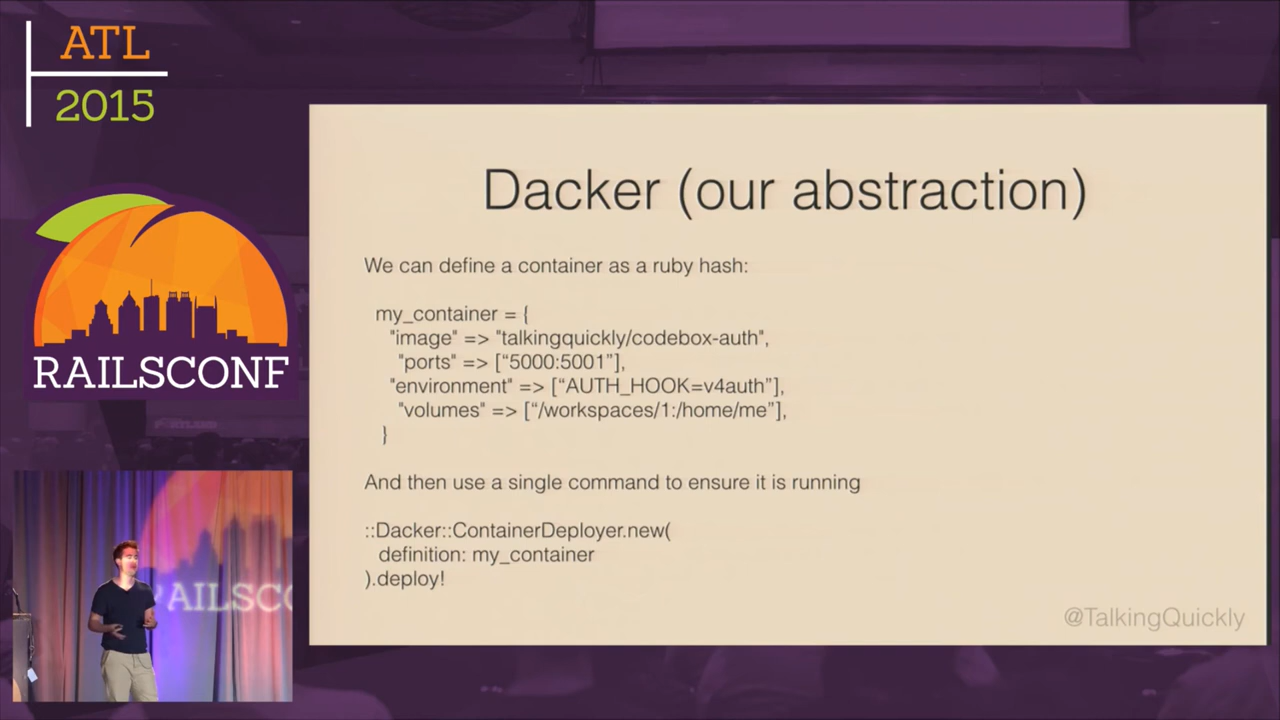 ATL
2015
RAILSCONF
Dacker (our abstraction)
We can define a container as a ruby hash:
my_container = {
"image" => "talkingquickly/codebox-auth",
"ports" => [“5000:5001”],
"environment" => [“AUTH_HOOK=v4auth”],
"volumes" => [“/workspaces/1:/home/me”],
}
And then use a single command to ensure it is running
::Dacker::ContainerDeployer.new(
definition: my_container
).deploy!
@TalkingQuickly
RAILSC